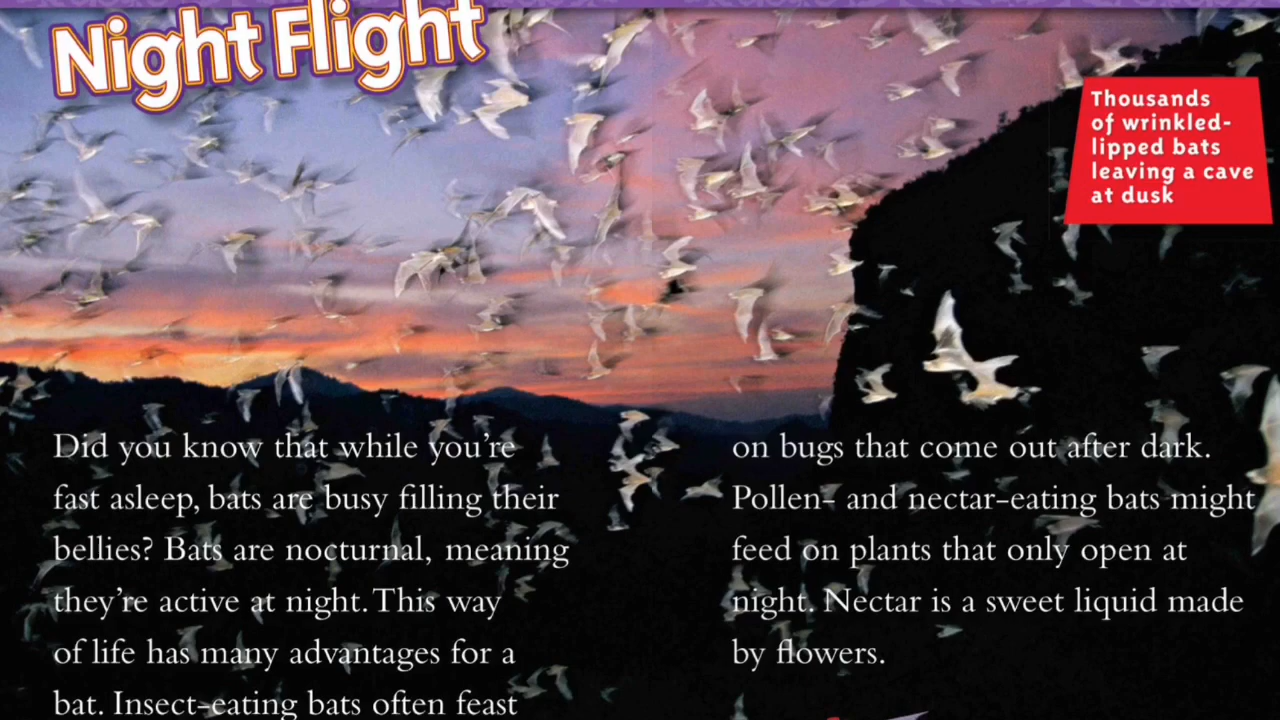 Night Flight
Thousands
of wrinkled-
lipped bats
leaving a cave
at dusk
Did you know that while you're
fast asleep, bats are busy filling their
bellies? Bats are nocturnal, meaning
they're active at night. This way
of life has many advantages for a
bat. Insect-eating bats often feast
on bugs that come out after dark.
Pollen- and nectar-eating bats might
feed on plants that only open at
night. Nectar is a sweet liquid made
by flowers.